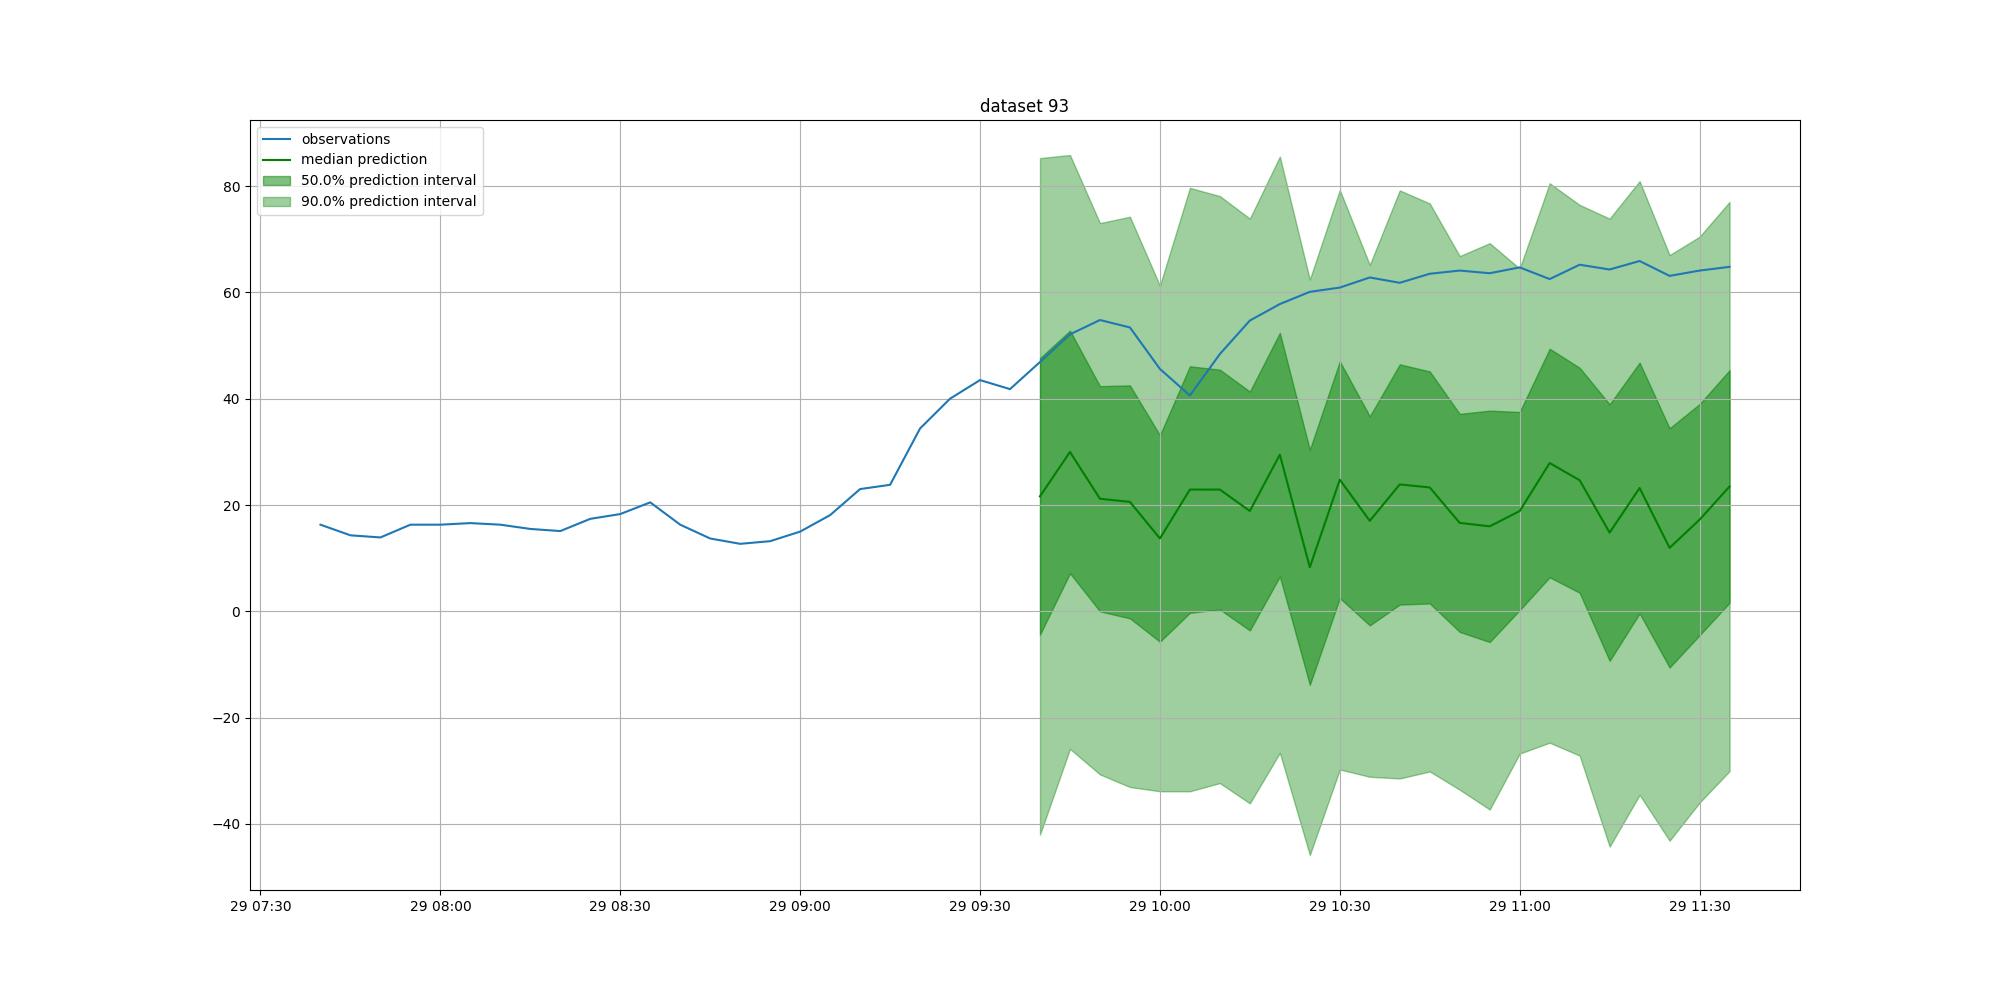 dataset 93
observations
median prediction
50.0% prediction interval
90.0% prediction interval
80
60
40
20
0
−20
−40
29 07:30 29 08:00 29 08:30 29 09:00 29 09:30 29 10:00 29 10:30 29 11:00 29 11:30